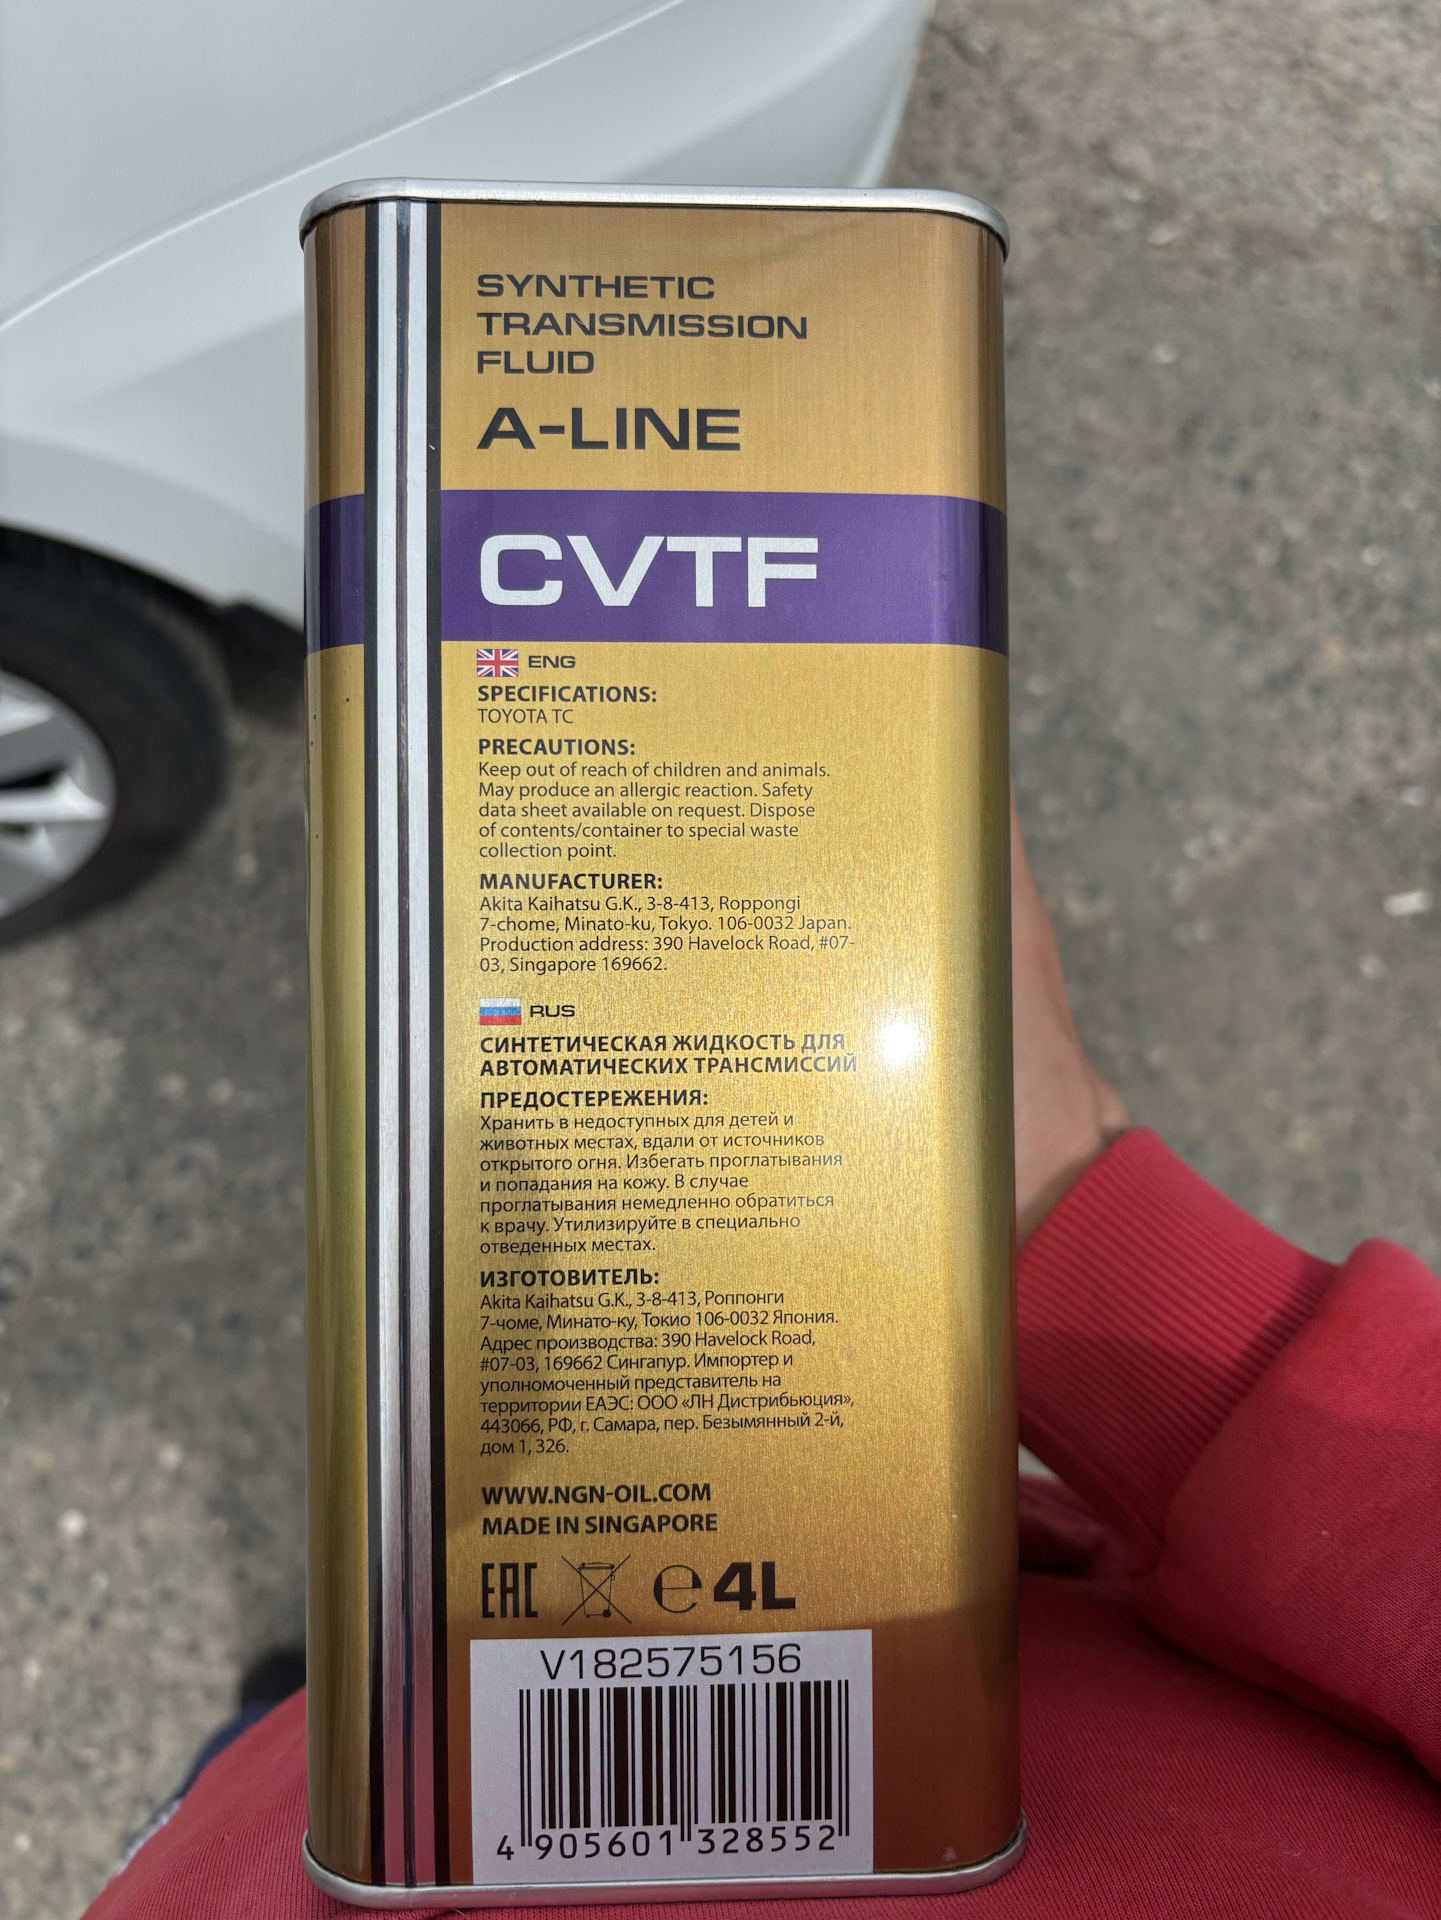 SYNTHETIC
TRANSMISSION
FLUID
A-LINE
CVTF
ENG
SPECIFICATIONS:
TOYOTA TC
PRECAUTIONS:
Keep out of reach of children and animals.
May produce an allergic reaction. Safety
data sheet available on request. Dispose
of contents/container to special waste
collection point.
MANUFACTURER:
Akita Kaihatsu G.K., 3-8-413, Roppongi
7-chome, Minato-ku, Tokyo. 106-0032 Japan.
Production address: 390 Havelock Road, #07-
03, Singapore 169662.
RUS
СИНТЕТИЧЕСКАЯ ЖИДКОСТЬ ДЛЯ
АВТОМАТИЧЕСКИХ ТРАНСМИССИЙ
ПРЕДОСТЕРЕЖЕНИЯ:
Хранить в недоступных для детей и
животных местах, вдали от источников
открытого огня. Избегать проглатывания
и попадания на кожу. В случае
проглатывания немедленно обратиться
к врачу. Утилизируйте в специально
отведенных местах.
ИЗГОТОВИТЕЛЬ:
Akita Kaihatsu G.K., 3-8-413, Роппонги
7-чоме, Минато-ку, Токио 106-0032 Япония.
Адрес производства: 390 Havelock Road,
#07-03, 169662 Сингапур. Импортер и
уполномоченный представитель на
территории ЕАЭС: ООО «ЛН Дистрибьюция»,
443066, РФ, г. Самара, пер. Безымянный 2-й,
дом 1, 326.
WWW.NGN-OIL.COM
MADE IN SINGAPORE
EAC ℮ 4L
V182575156
4 905601 328552